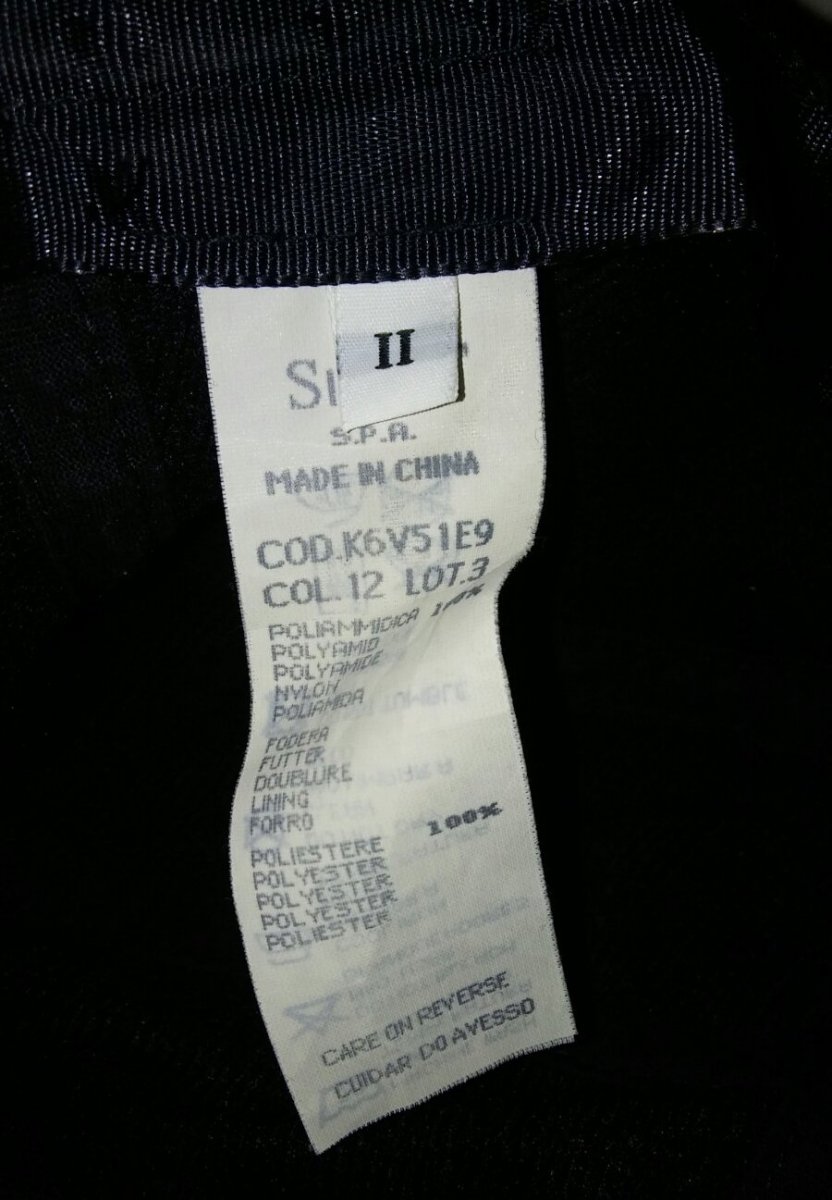 II
S.P.A.
MADE IN CHINA
COD.K6V51E9
COL.12 LOT.3
POLIAMMIDICA 100%
POLYAMID
POLYAMIDE
NYLON
POLIAMIDA
FODERA
FUTTER
DOUBLURE
LINING
FORRO
POLIESTERE 100%
POLYESTER
POLYESTER
POLYESTER
POLIESTER
CARE ON REVERSE
CUIDAR DO AVESSO